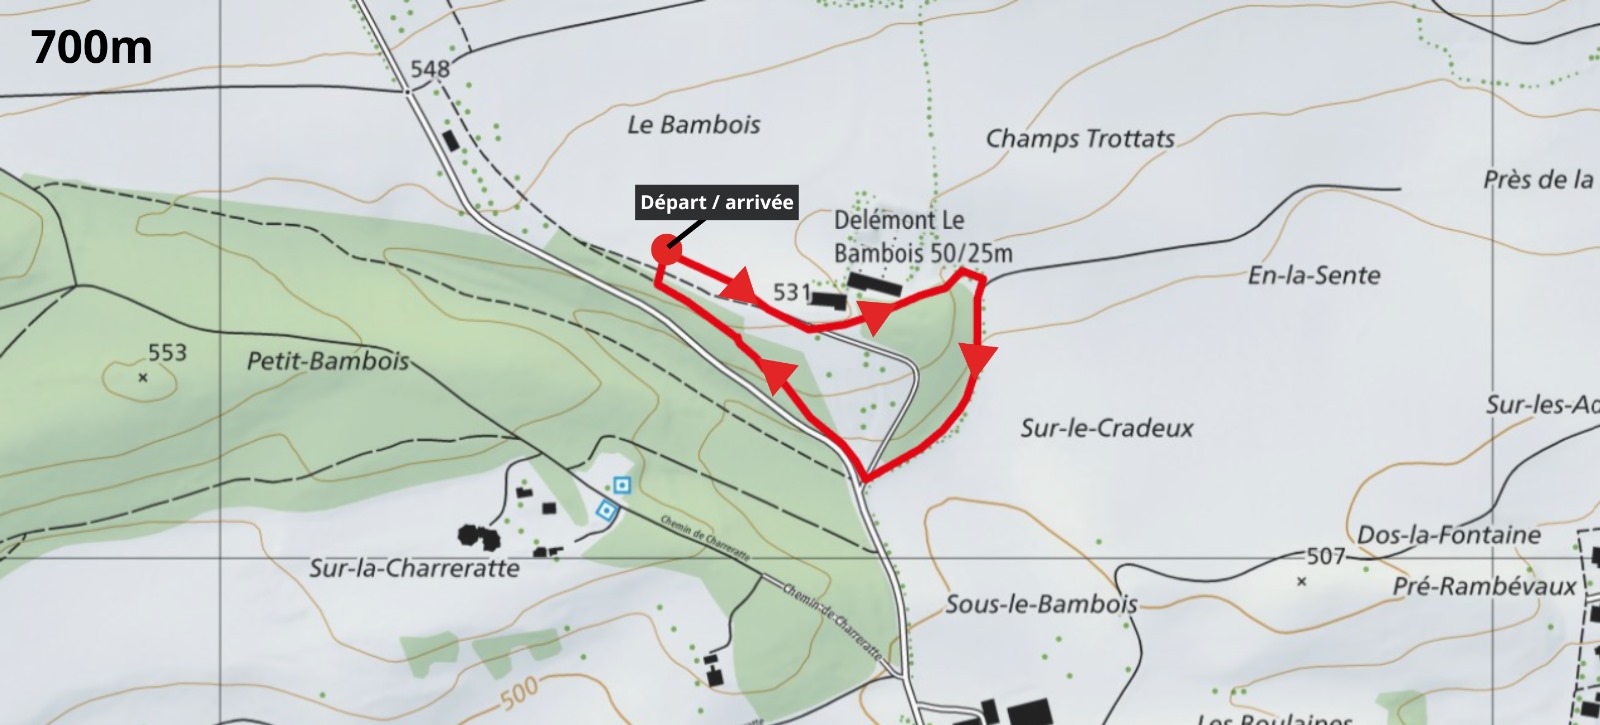 700m
548
Le Bambois
Champs Trottats
Près de la
Départ / arrivée
Delémont Le
Bambois 50/25m
531
En-la-Sente
553
Petit-Bambois
Sur-les-Ac
Sur-le-Cradeux
Chemin de Charreratte
Dos-la-Fontaine
507
Sur-la-Charreratte
Pré-Rambévaux
Chemin-de-Charreratte
Sous-le-Bambois
500
Les Boulaines